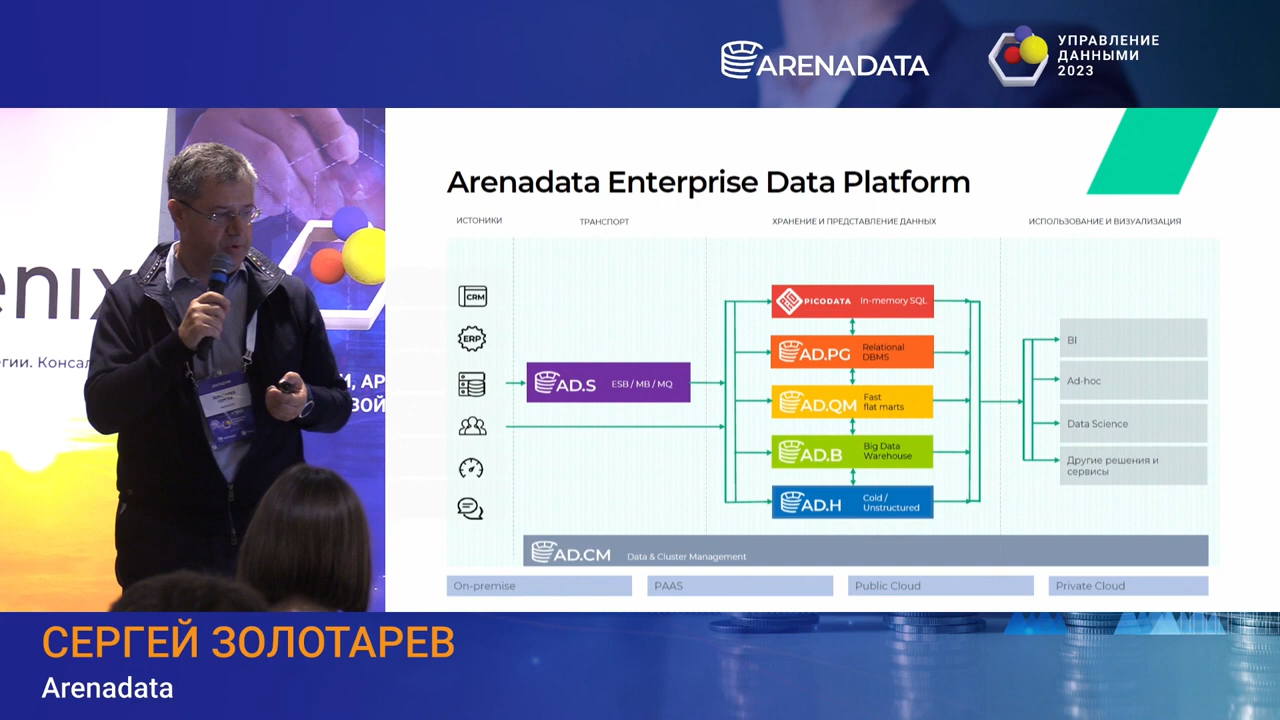 ARENADATA
УПРАВЛЕНИЕ
ДАННЫМИ
2023
Arenadata Enterprise Data Platform
ИСТОНИКИ
ТРАНСПОРТ
ХРАНЕНИЕ И ПРЕДСТАВЛЕНИЕ ДАННЫХ
ИСПОЛЬЗОВАНИЕ И ВИЗУАЛИЗАЦИЯ
CRM
ERP
AD.S ESB / MB / MQ
PICODATA In-memory SQL
AD.PG Relational
DBMS
AD.QM Fast
flat marts
AD.B Big Data
Warehouse
AD.H Cold /
Unstructured
BI
Ad-hoc
Data Science
Другие решения и
сервисы
AD.CM Data & Cluster Management
On-premise
PAAS
Public Cloud
Private Cloud
enix
СЕРГЕЙ ЗОЛОТАРЕВ
Arenadata